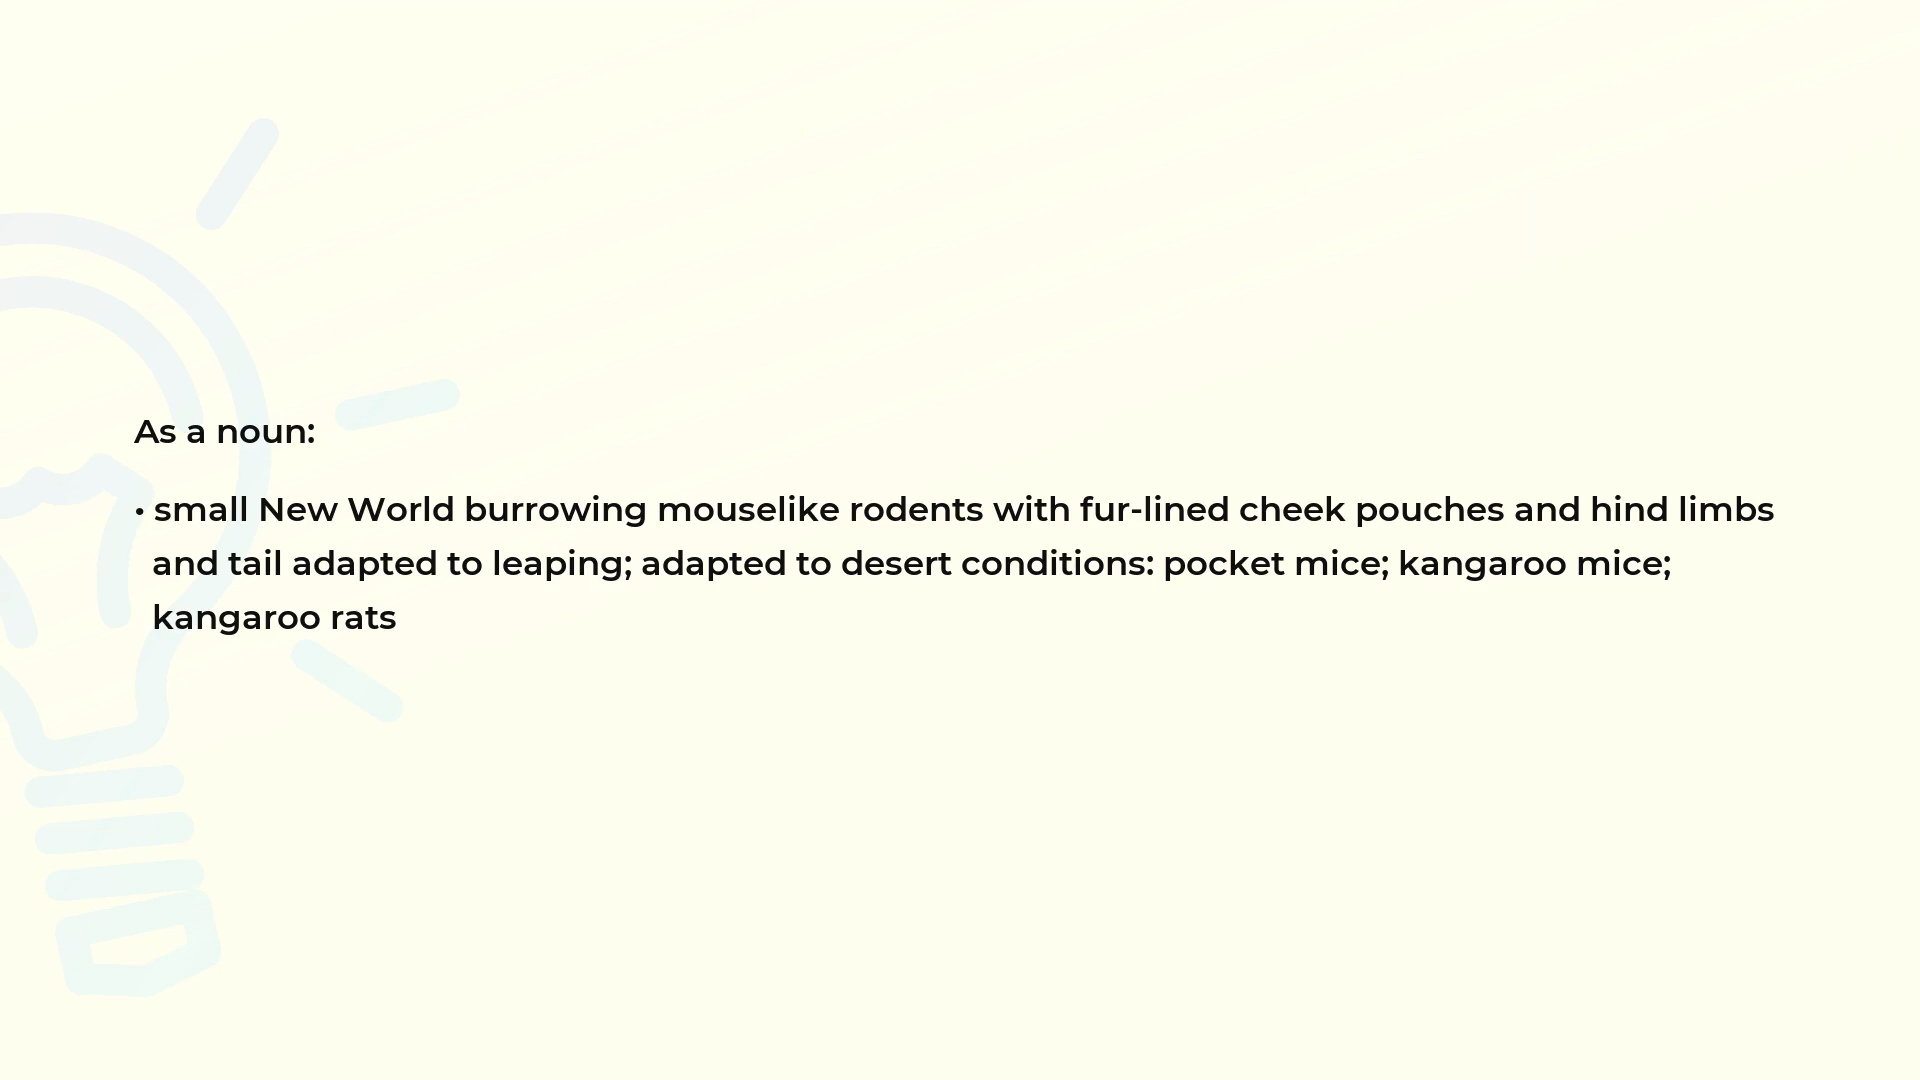 As a noun:
• small New World burrowing mouselike rodents with fur-lined cheek pouches and hind limbs
and tail adapted to leaping; adapted to desert conditions: pocket mice; kangaroo mice;
kangaroo rats